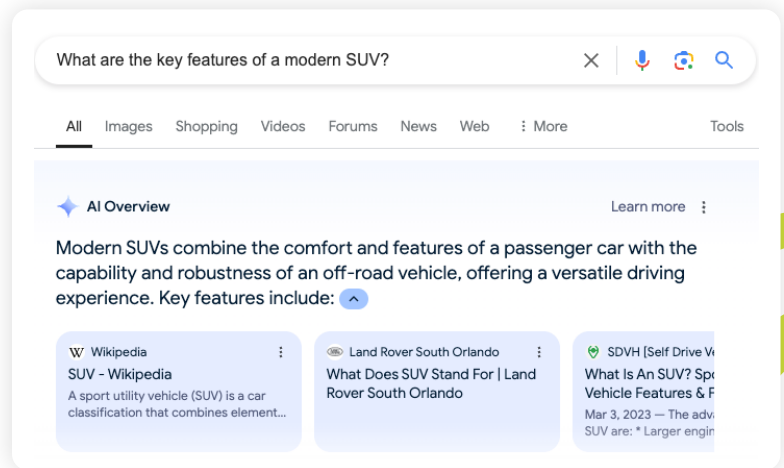 What are the key features of a modern SUV?
All Images Shopping Videos Forums News Web More Tools
AI Overview Learn more
Modern SUVs combine the comfort and features of a passenger car with the
capability and robustness of an off-road vehicle, offering a versatile driving
experience. Key features include:
W Wikipedia
SUV - Wikipedia
A sport utility vehicle (SUV) is a car
classification that combines element...
Land Rover South Orlando
What Does SUV Stand For | Land
Rover South Orlando
SDVH [Self Drive Ve
What Is An SUV? Spo
Vehicle Features & F
Mar 3, 2023 — The adva
SUV are: * Larger engin